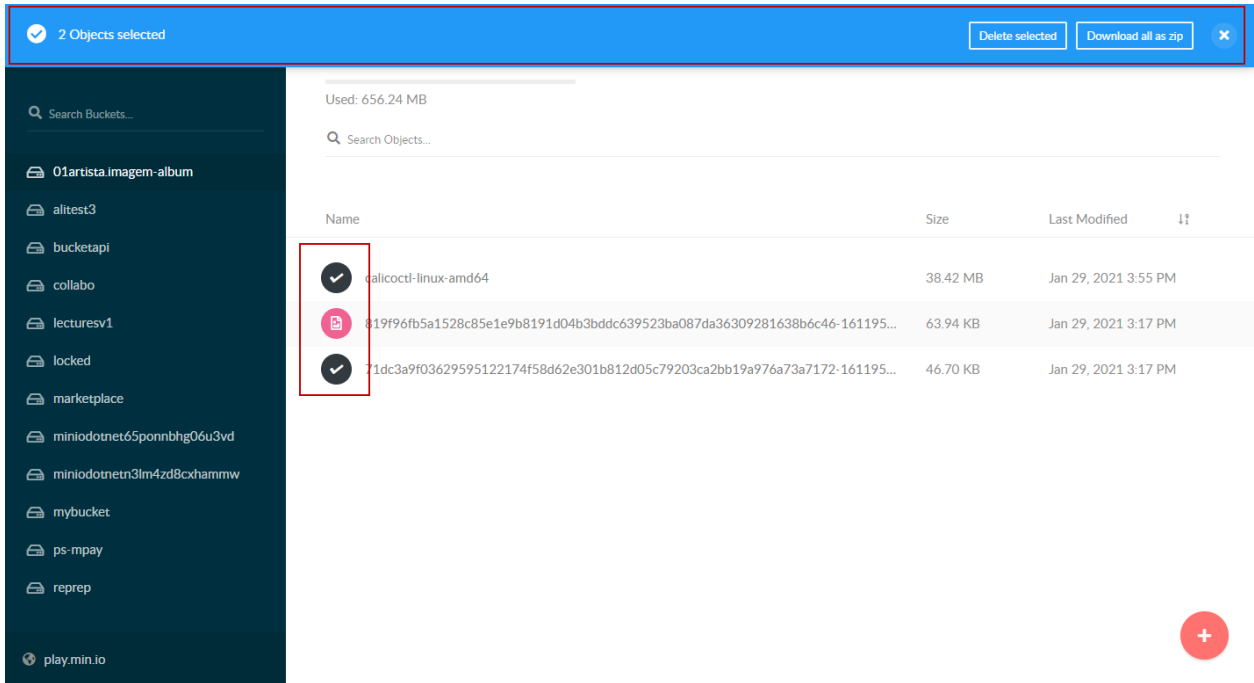 2 Objects selected
Delete selected
Download all as zip
Search Buckets...
01artista.imagem-album
alitest3
bucketapi
collabo
lecturesv1
locked
marketplace
miniodotnet65ponnbhg06u3vd
miniodotnetn3lm4zd8cxhammw
mybucket
ps-mpay
reprep
play.min.io
Used: 656.24 MB
Search Objects...
Name Size Last Modified
calicoctl-linux-amd64 38.42 MB Jan 29, 2021 3:55 PM
819f96fb5a1528c85e1e9b8191d04b3bddc639523ba087da36309281638b6c46-161195... 63.94 KB Jan 29, 2021 3:17 PM
71dc3a9f03629595122174f58d62e301b812d05c79203ca2bb19a976a73a7172-161195... 46.70 KB Jan 29, 2021 3:17 PM